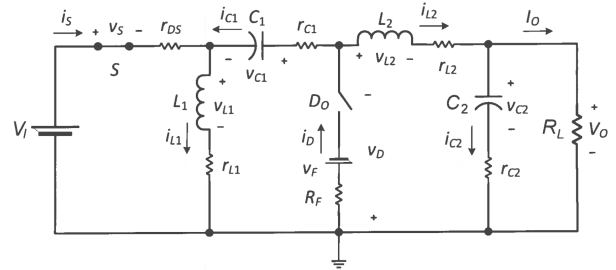 i_S
+ v_S -
S
r_DS
i_C1
C_1
- v_C1 +
r_C1
L_2
+ v_L2 -
i_L2
r_L2
I_O
V_I
L_1
+ v_L1 -
i_L1
r_L1
D_O
i_D
v_F
R_F
- v_D +
C_2
+ v_C2 -
i_C2
r_C2
R_L
+ V_O -